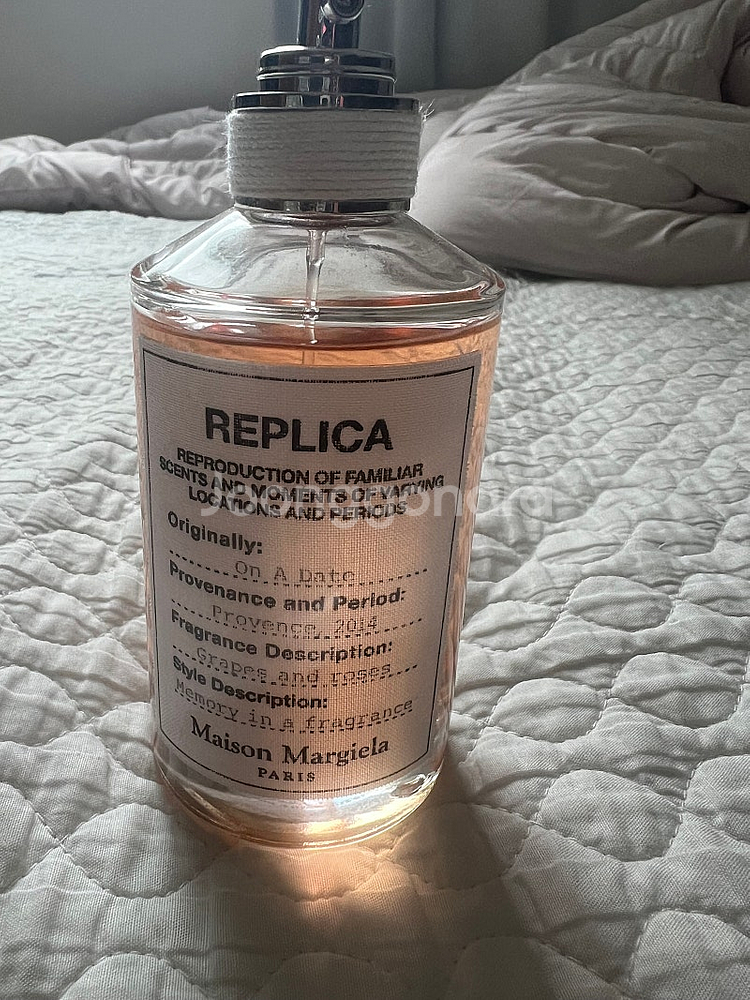 REPLICA
REPRODUCTION OF FAMILIAR
SCENTS AND MOMENTS OF VARYING
LOCATIONS AND PERIODS
Originally:
On A Date
Provenance and Period:
Provence, 2014
Fragrance Description:
Grapes and roses
Style Description:
Memory in a fragrance
Maison Margiela
PARIS